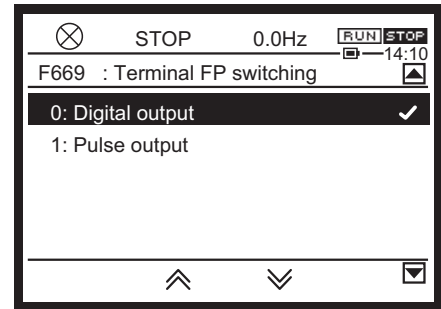 STOP 0.0Hz RUN STOP
14:10
F669 : Terminal FP switching
0: Digital output
1: Pulse output